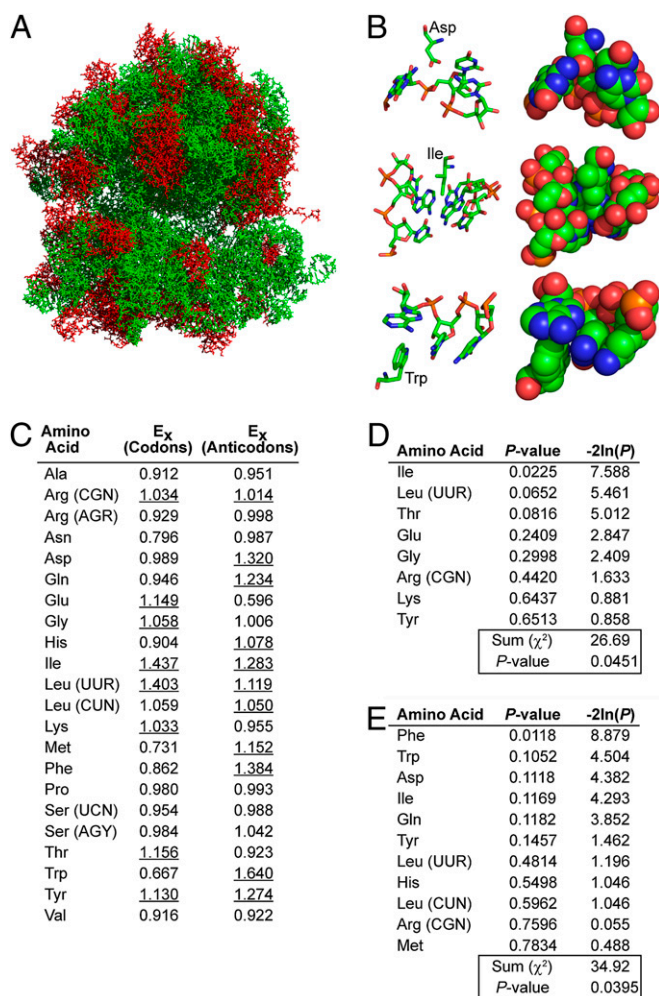 A
B
Asp
Ile
Trp
C
Amino Acid Eₓ (Codons) Eₓ (Anticodons)
Ala 0.912 0.951
Arg (CGN) 1.034 1.014
Arg (AGR) 0.929 0.998
Asn 0.796 0.987
Asp 0.989 1.320
Gln 0.946 1.234
Glu 1.149 0.596
Gly 1.058 1.006
His 0.904 1.078
Ile 1.437 1.283
Leu (UUR) 1.403 1.119
Leu (CUN) 1.059 1.050
Lys 1.033 0.955
Met 0.731 1.152
Phe 0.862 1.384
Pro 0.980 0.993
Ser (UCN) 0.954 0.988
Ser (AGY) 0.984 1.042
Thr 1.156 0.923
Trp 0.667 1.640
Tyr 1.130 1.274
Val 0.916 0.922
D
Amino Acid P-value -2ln(P)
Ile 0.0225 7.588
Leu (UUR) 0.0652 5.461
Thr 0.0816 5.012
Glu 0.2409 2.847
Gly 0.2998 2.409
Arg (CGN) 0.4420 1.633
Lys 0.6437 0.881
Tyr 0.6513 0.858
Sum (χ²) 26.69
P-value 0.0451
E
Amino Acid P-value -2ln(P)
Phe 0.0118 8.879
Trp 0.1052 4.504
Asp 0.1118 4.382
Ile 0.1169 4.293
Gln 0.1182 3.852
Tyr 0.1457 1.462
Leu (UUR) 0.4814 1.196
His 0.5498 1.046
Leu (CUN) 0.5962 1.046
Arg (CGN) 0.7596 0.055
Met 0.7834 0.488
Sum (χ²) 34.92
P-value 0.0395